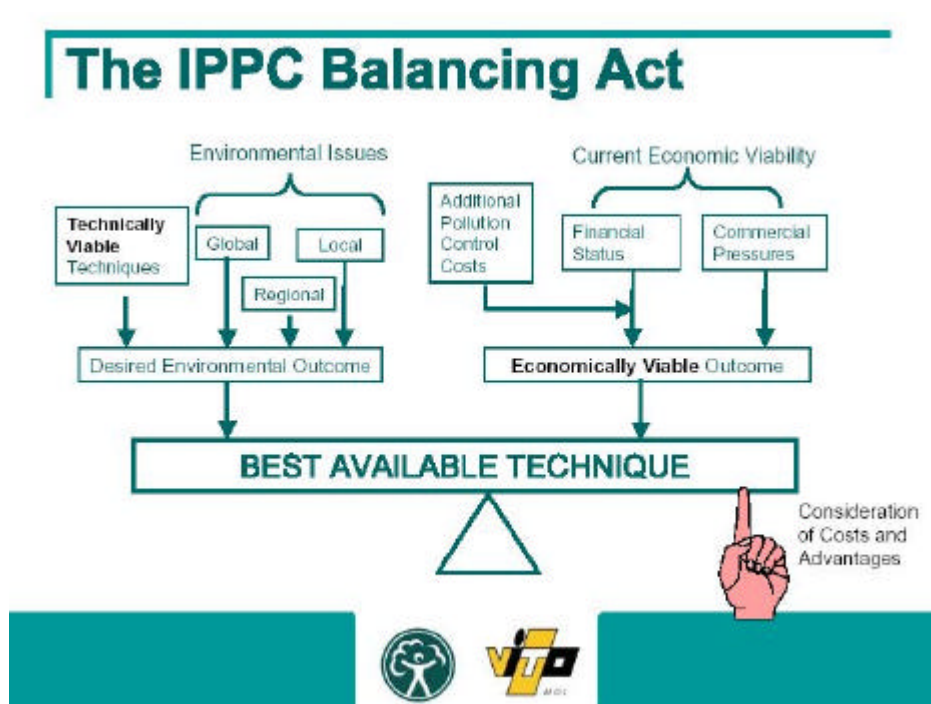 The IPPC Balancing Act
Environmental Issues
Current Economic Viability
Technically
Viable
Techniques
Global
Local
Regional
Additional
Pollution
Control
Costs
Financial
Status
Commercial
Pressures
Desired Environmental Outcome
Economically Viable Outcome
BEST AVAILABLE TECHNIQUE
Consideration
of Costs and
Advantages
VITO